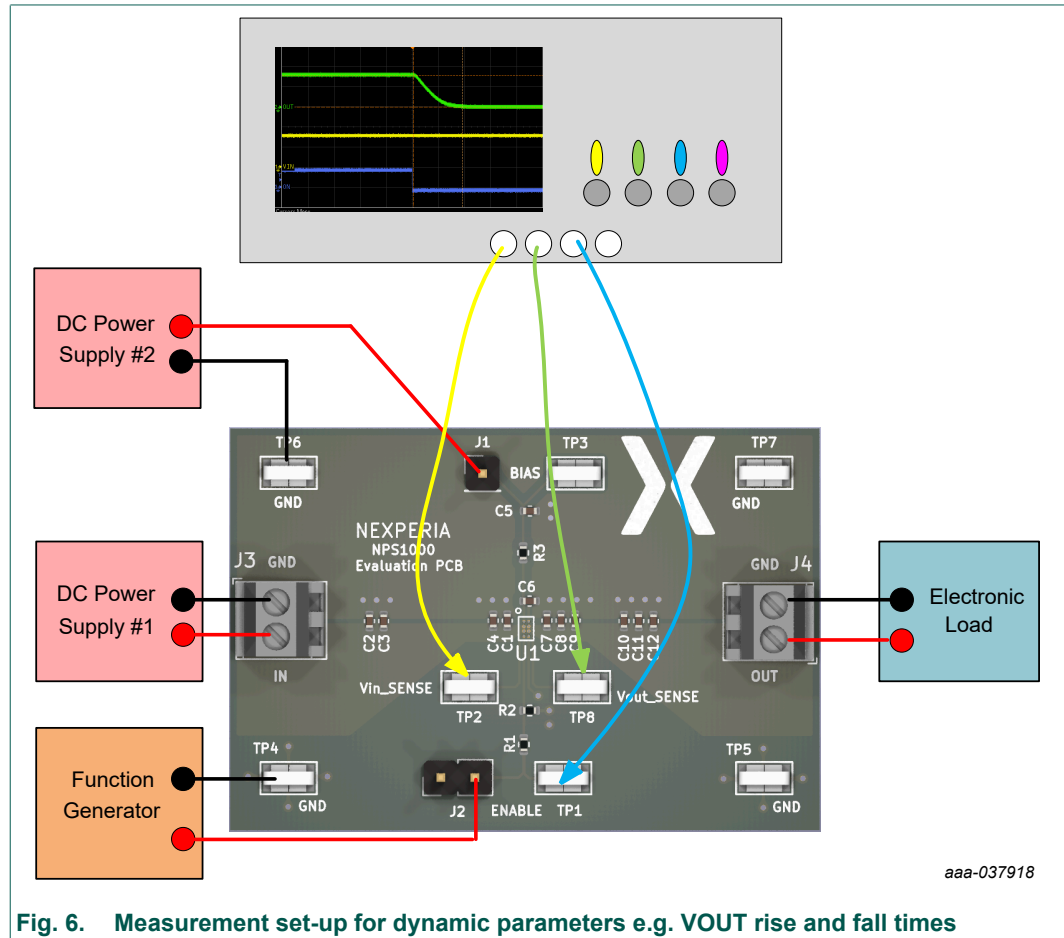 OUT
VIN
ON
DC Power
Supply #2
TP6
GND
J1
BIAS
TP3
TP7
GND
C5
NEXPERIA
NPS1000
Evaluation PCB
R3
J3
GND
GND
J4
DC Power
Supply #1
C6
C2
C3
C4
C1
U1
C7
C8
C9
C10
C11
C12
Electronic
Load
IN
OUT
Vin_SENSE
TP2
TP8
Vout_SENSE
R2
R1
TP4
GND
TP5
GND
Function
Generator
J2
ENABLE
TP1
aaa-037918
Fig. 6. Measurement set-up for dynamic parameters e.g. VOUT rise and fall times